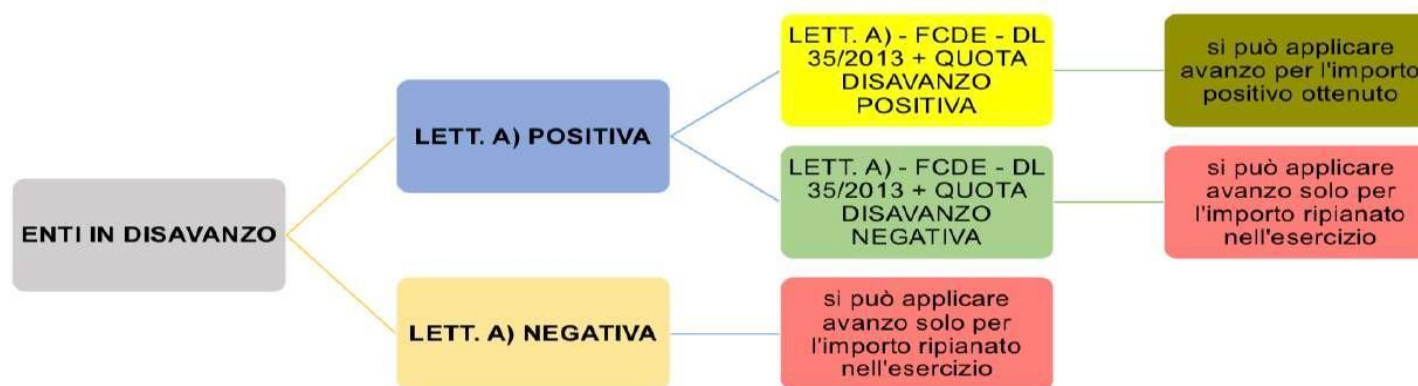 ENTI IN DISAVANZO
LETT. A) POSITIVA
LETT. A) - FCDE - DL
35/2013 + QUOTA
DISAVANZO
POSITIVA
si può applicare
avanzo per l'importo
positivo ottenuto
LETT. A) - FCDE - DL
35/2013 + QUOTA
DISAVANZO
NEGATIVA
si può applicare
avanzo solo per
l'importo ripianato
nell'esercizio
LETT. A) NEGATIVA
si può applicare
avanzo solo per
l'importo ripianato
nell'esercizio